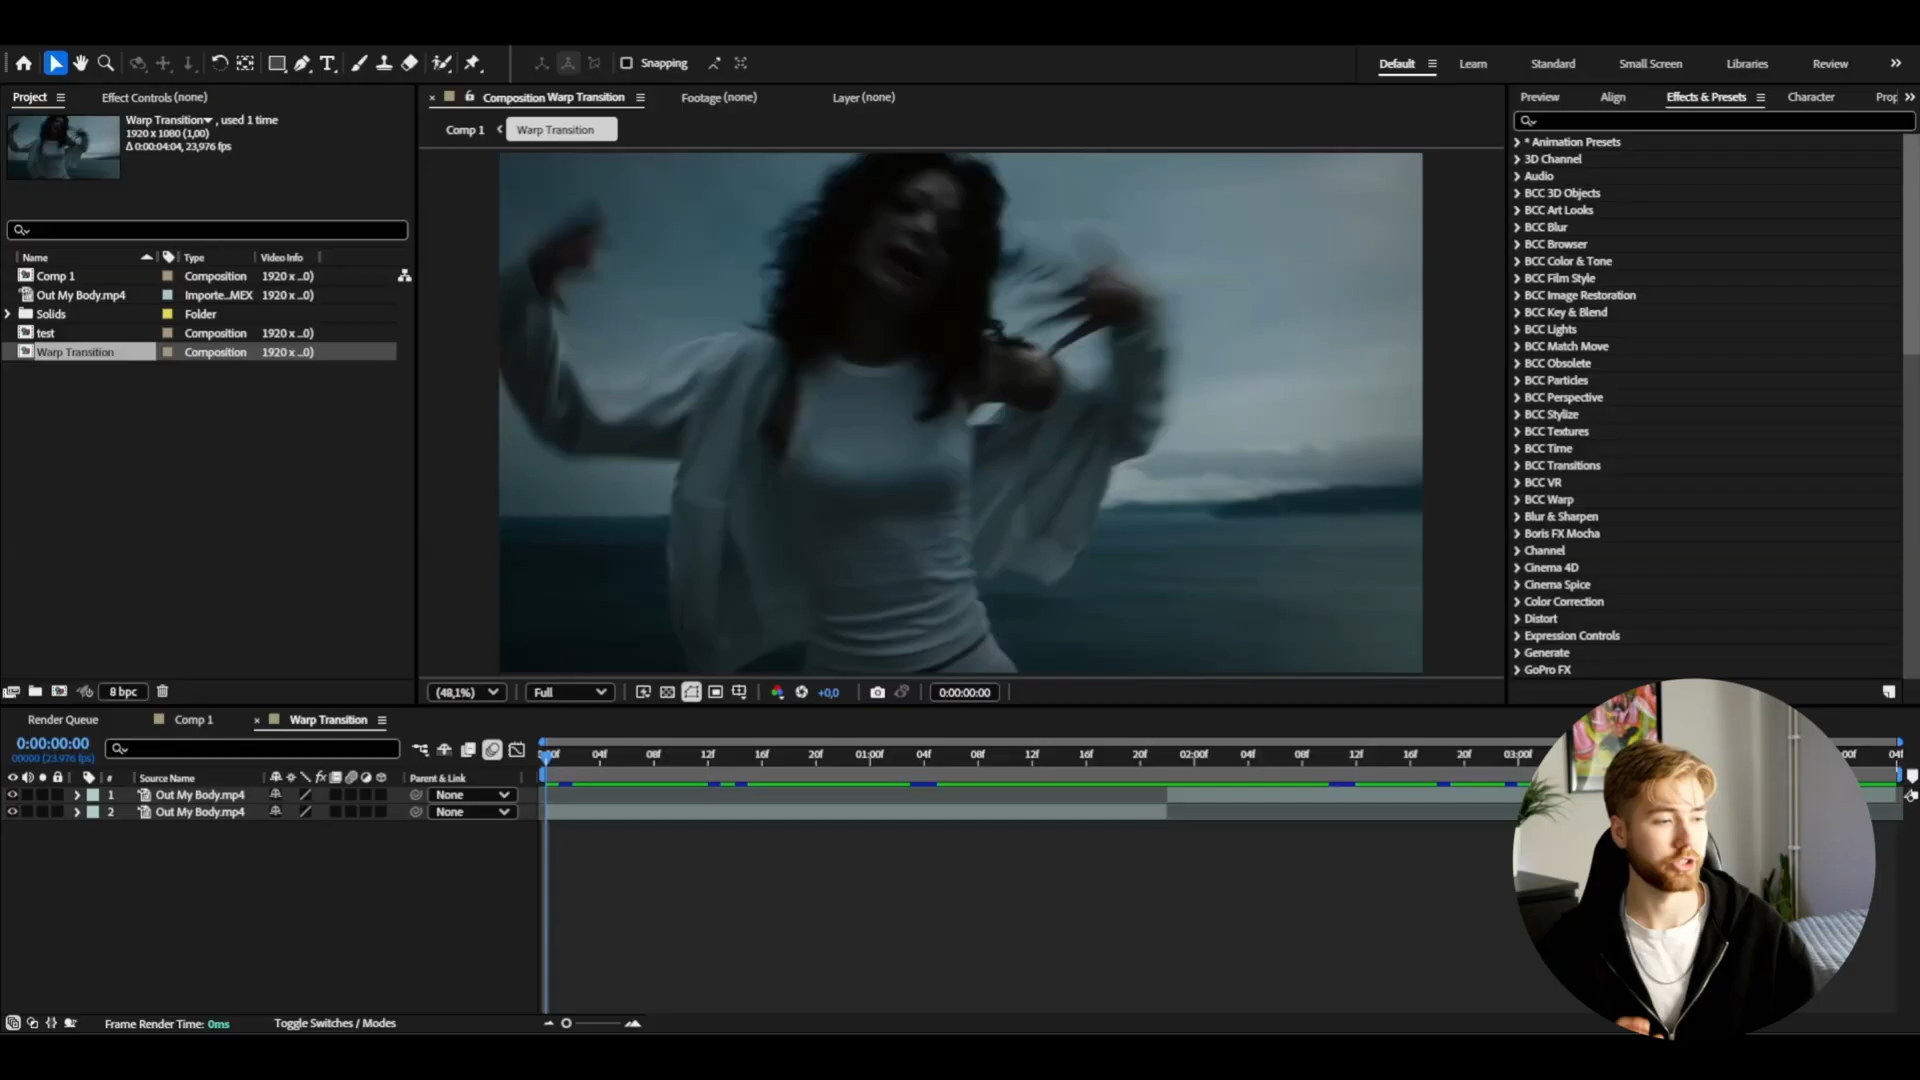 Snapping
Default
Learn
Standard
Small Screen
Libraries
Review
Project
Effect Controls (none)
Warp Transition , used 1 time
1920 x 1080 (1,00)
Δ 0:00:04:04, 23,976 fps
Name
Type
Video Info
Comp 1
Composition
1920 x ...0)
Out My Body.mp4
Importe...MEX
1920 x ...0)
Solids
Folder
test
Composition
1920 x ...0)
Warp Transition
Composition
1920 x ...0)
8 bpc
Composition Warp Transition
Footage (none)
Layer (none)
Comp 1
Warp Transition
(48,1%)
Full
+0,0
0:00:00:00
Preview
Align
Effects & Presets
Character
Prop
* Animation Presets
3D Channel
Audio
BCC 3D Objects
BCC Art Looks
BCC Blur
BCC Browser
BCC Color & Tone
BCC Film Style
BCC Image Restoration
BCC Key & Blend
BCC Lights
BCC Match Move
BCC Obsolete
BCC Particles
BCC Perspective
BCC Stylize
BCC Textures
BCC Time
BCC Transitions
BCC VR
BCC Warp
Blur & Sharpen
Boris FX Mocha
Channel
Cinema 4D
Cinema Spice
Color Correction
Distort
Expression Controls
Generate
GoPro FX
Render Queue
Comp 1
Warp Transition
0:00:00:00
00000 (23.976 fps)
04f
08f
12f
16f
20f
01:00f
04f
08f
12f
16f
20f
02:00f
04f
08f
12f
16f
20f
03:00f
#
Source Name
fx
Parent & Link
1
Out My Body.mp4
None
2
Out My Body.mp4
None
Frame Render Time: 0ms
Toggle Switches / Modes